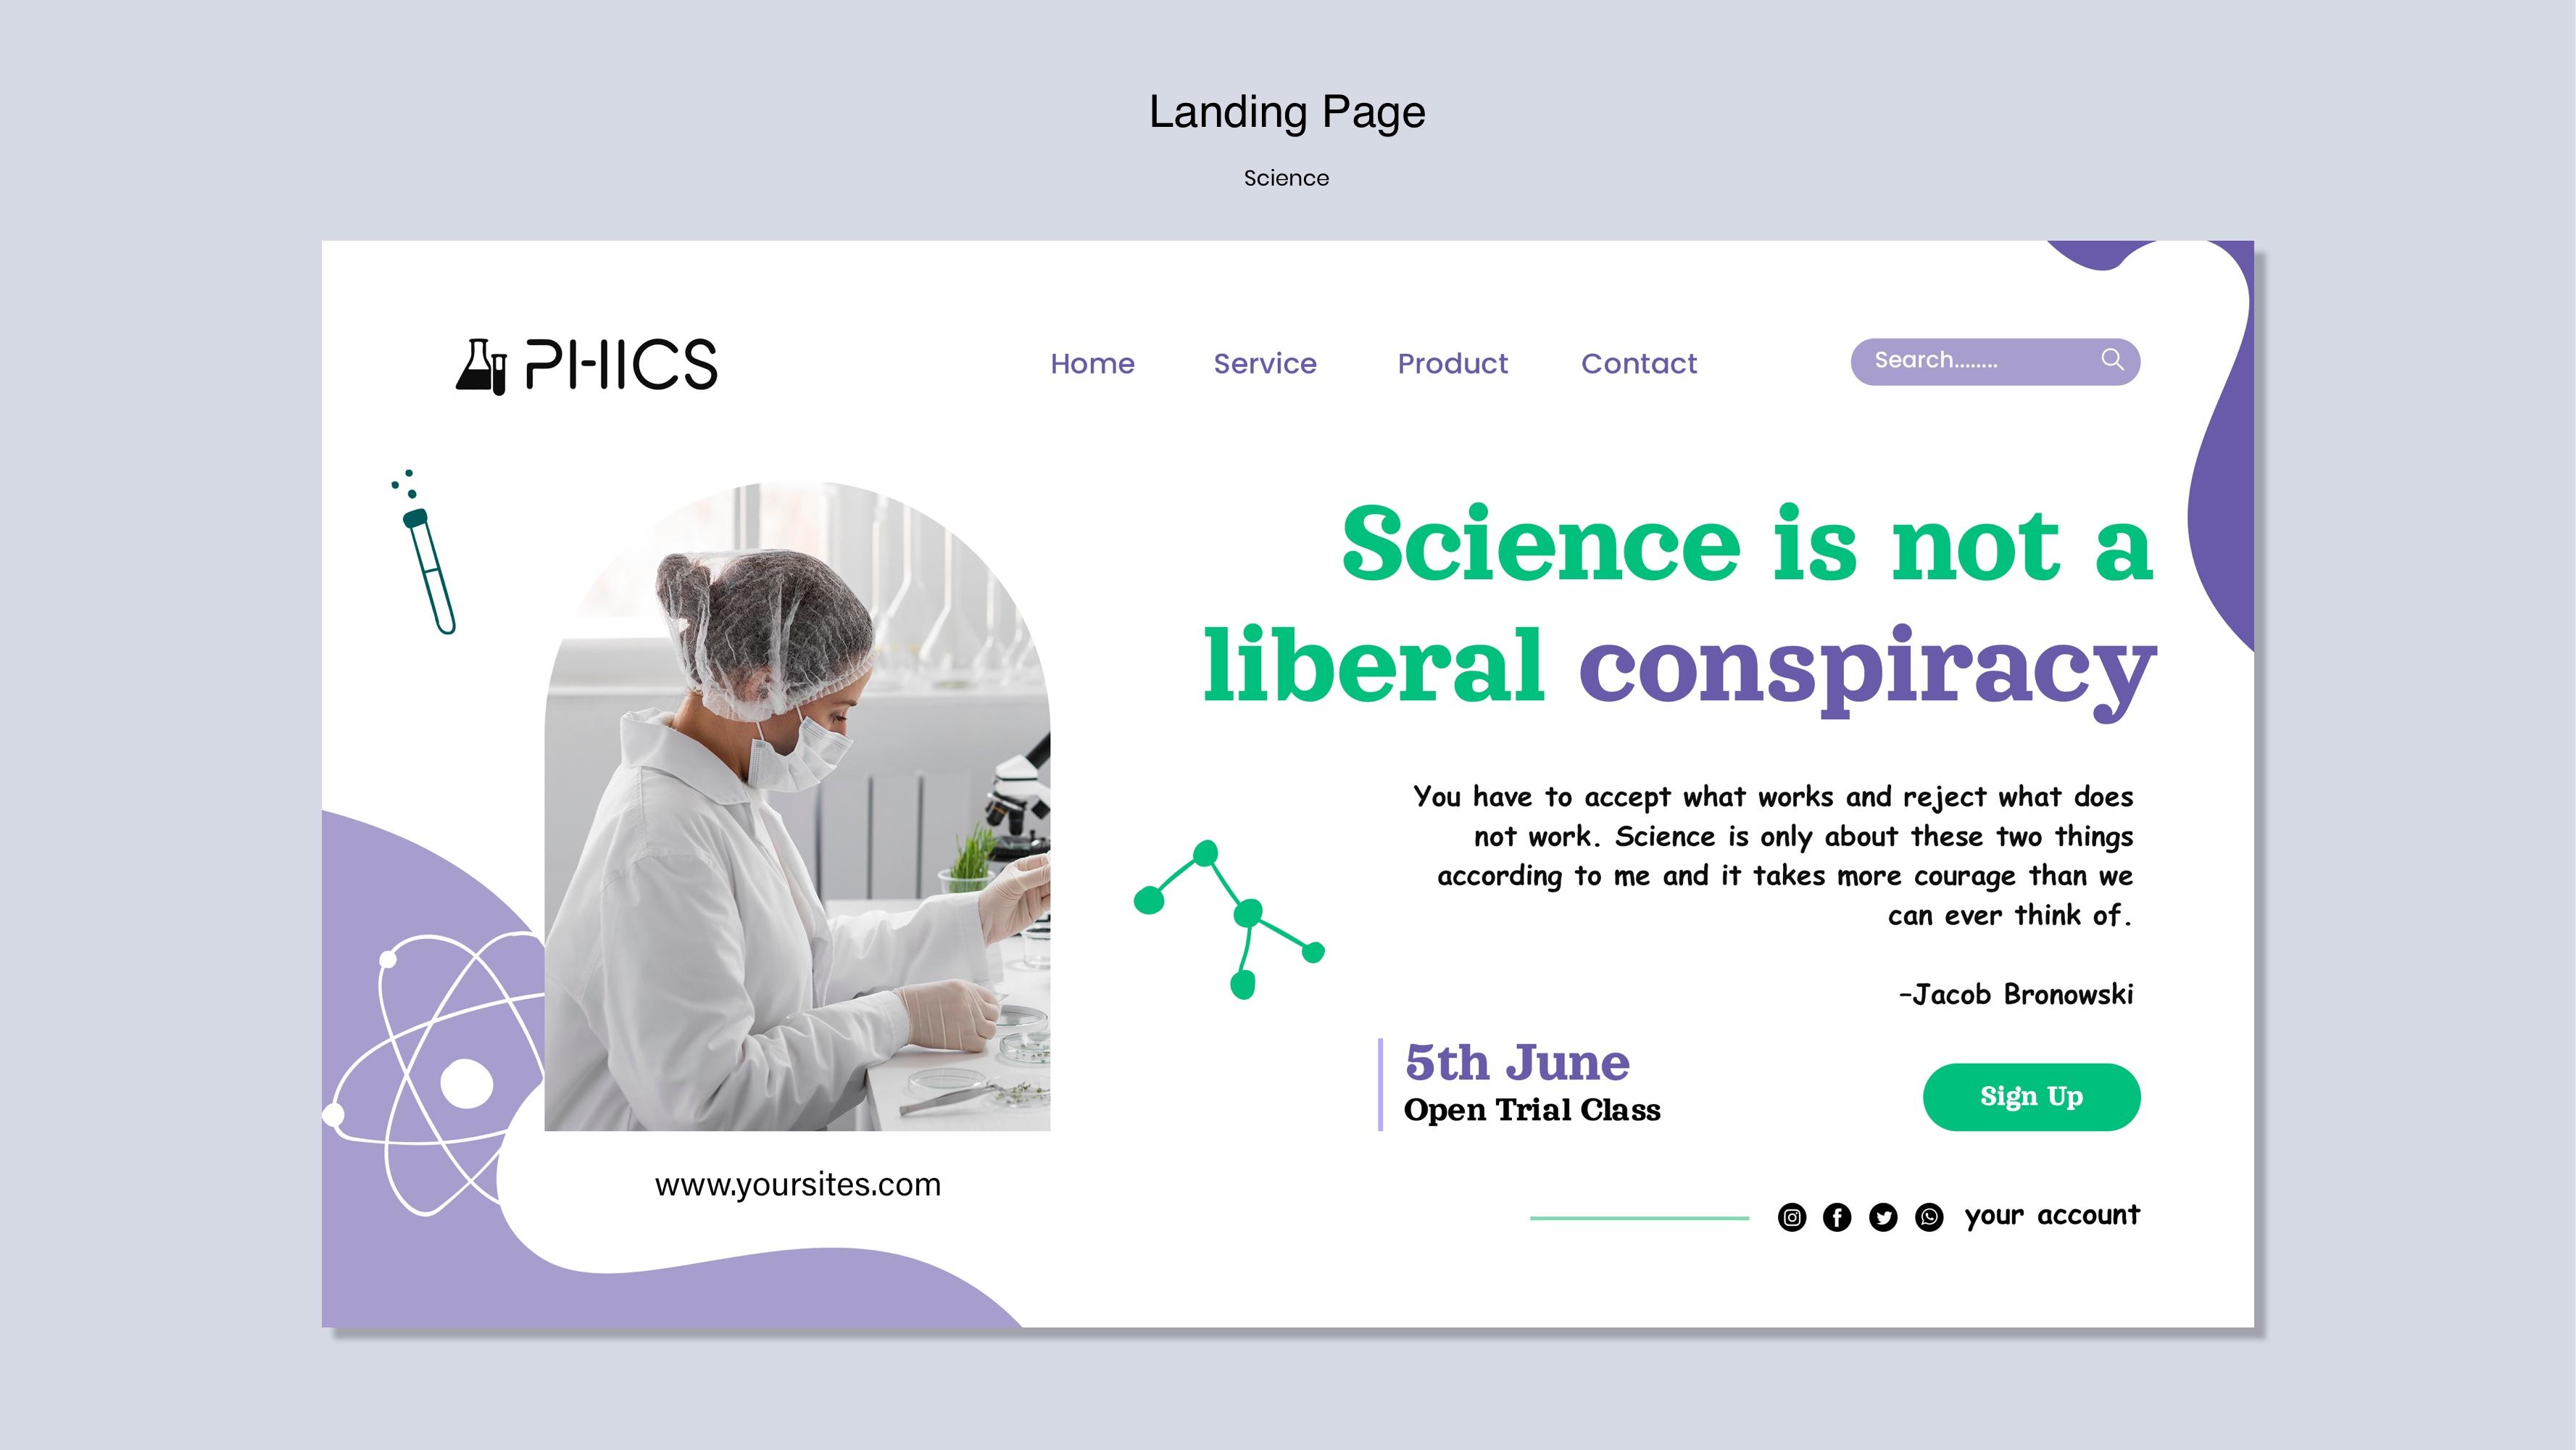 Landing Page
Science
PHICS
Home Service Product Contact
Search........
Science is not a
liberal conspiracy
You have to accept what works and reject what does
not work. Science is only about these two things
according to me and it takes more courage than we
can ever think of.
-Jacob Bronowski
5th June
Open Trial Class
Sign Up
www.yoursites.com
your account